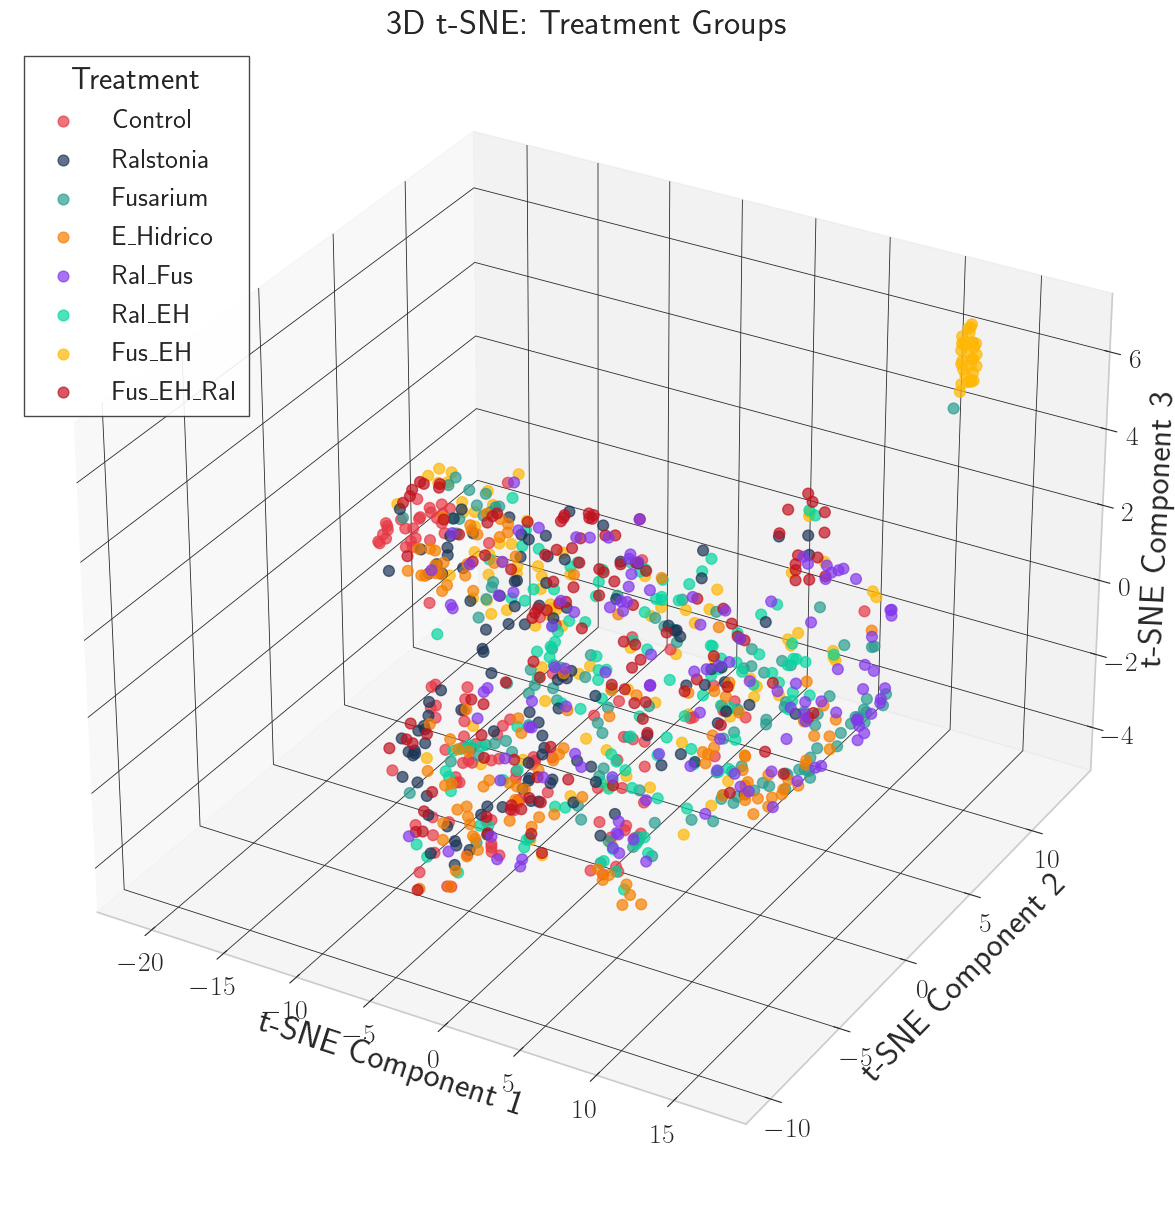 3D t-SNE: Treatment Groups
Treatment
Control
Ralstonia
Fusarium
E_Hidrico
Ral_Fus
Ral_EH
Fus_EH
Fus_EH_Ral
6
4
2
0
−2
−4
t-SNE Component 3
10
5
0
−5
−10
t-SNE Component 2
−20
−15
−10
−5
0
5
10
15
t-SNE Component 1